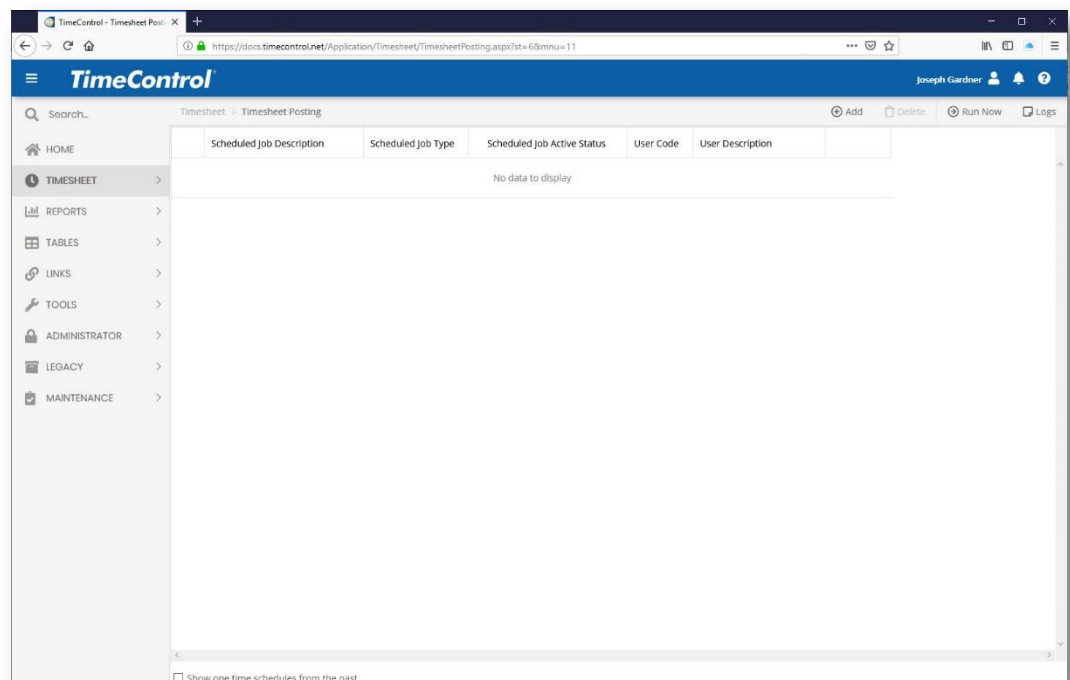 TimeControl - Timesheet Posti
https://docs.timecontrol.net/Application/Timesheet/TimesheetPosting.aspx?st=6&mnu=11
TimeControl
Joseph Gardner
Search...
Timesheet > Timesheet Posting
Add
Delete
Run Now
Logs
HOME
TIMESHEET
REPORTS
TABLES
LINKS
TOOLS
ADMINISTRATOR
LEGACY
MAINTENANCE
Scheduled Job Description Scheduled Job Type Scheduled Job Active Status User Code User Description
No data to display
Show one time schedules from the past